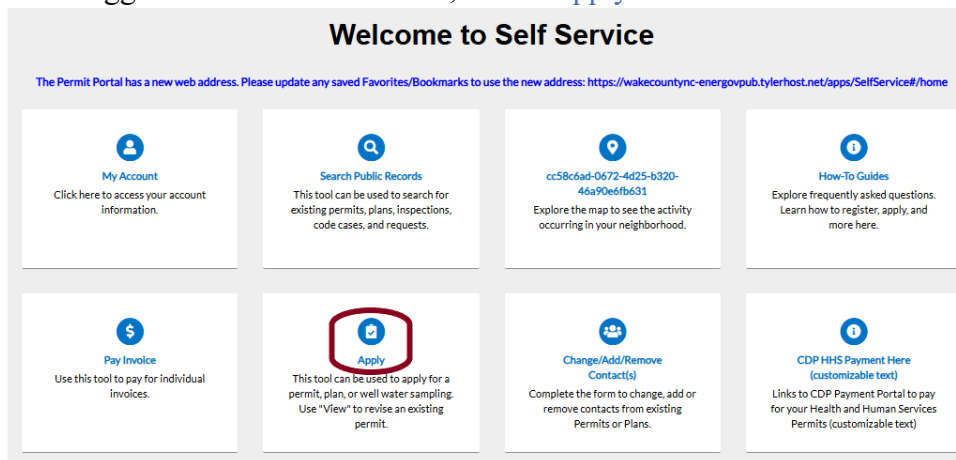 Welcome to Self Service
The Permit Portal has a new web address. Please update any saved Favorites/Bookmarks to use the new address: https://wakecountync-energovpub.tylerhost.net/apps/SelfService#/home
My Account
Click here to access your account
information.
Search Public Records
This tool can be used to search for
existing permits, plans, inspections,
code cases, and requests.
cc58c6ad-0672-4d25-b320-
46a90e6fb631
Explore the map to see the activity
occurring in your neighborhood.
How-To Guides
Explore frequently asked questions.
Learn how to register, apply, and
more here.
Pay Invoice
Use this tool to pay for individual
invoices.
Apply
This tool can be used to apply for a
permit, plan, or well water sampling.
Use "View" to revise an existing
permit.
Change/Add/Remove
Contact(s)
Complete the form to change, add or
remove contacts from existing
Permits or Plans.
CDP HHS Payment Here
(customizable text)
Links to CDP Payment Portal to pay
for your Health and Human Services
Permits (customizable text)